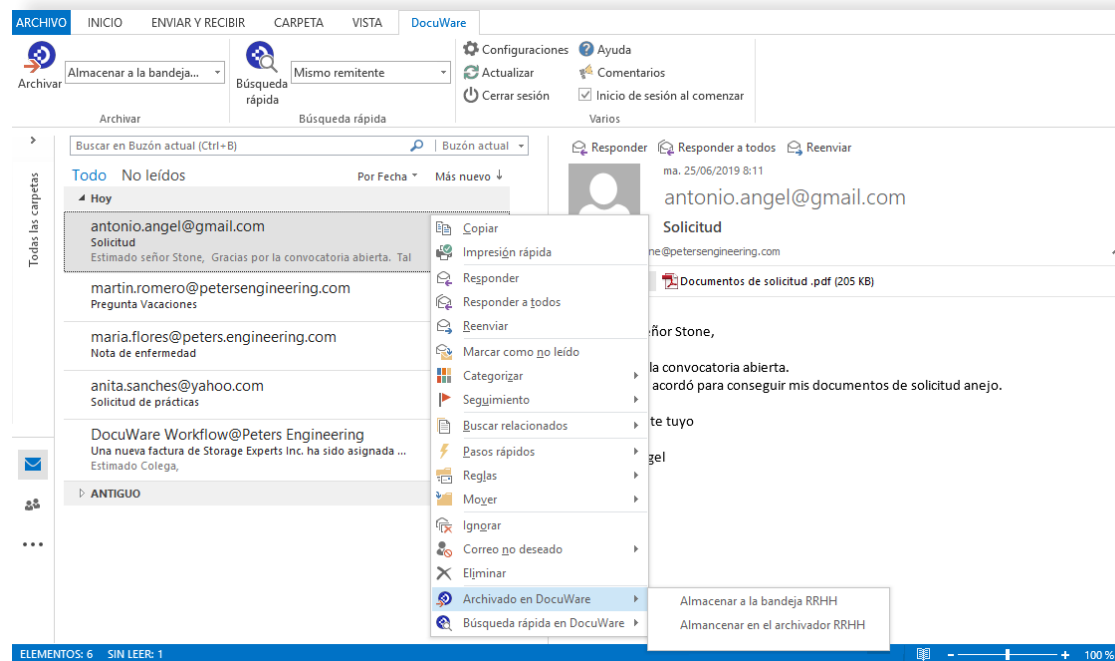 ARCHIVO INICIO ENVIAR Y RECIBIR CARPETA VISTA DocuWare
Archivar
Almacenar a la bandeja...
Archivar
Búsqueda
rápida
Mismo remitente
Búsqueda rápida
Configuraciones Ayuda
Actualizar Comentarios
Cerrar sesión Inicio de sesión al comenzar
Varios
Todas las carpetas
Buscar en Buzón actual (Ctrl+B) Buzón actual
Todo No leídos Por Fecha Más nuevo
Hoy
antonio.angel@gmail.com
Solicitud
Estimado señor Stone, Gracias por la convocatoria abierta. Tal
martin.romero@petersengineering.com
Pregunta Vacaciones
maria.flores@peters.engineering.com
Nota de enfermedad
anita.sanches@yahoo.com
Solicitud de prácticas
DocuWare Workflow@Peters Engineering
Una nueva factura de Storage Experts Inc. ha sido asignada ...
Estimado Colega,
ANTIGUO
Copiar
Impresión rápida
Responder
Responder a todos
Reenviar
Marcar como no leído
Categorizar
Seguimiento
Buscar relacionados
Pasos rápidos
Reglas
Mover
Ignorar
Correo no deseado
Eliminar
Archivado en DocuWare
Búsqueda rápida en DocuWare
Almacenar a la bandeja RRHH
Almancenar en el archivador RRHH
Responder Responder a todos Reenviar
ma. 25/06/2019 8:11
antonio.angel@gmail.com
Solicitud
ne@petersengineering.com
Documentos de solicitud .pdf (205 KB)
ñor Stone,
la convocatoria abierta.
acordó para conseguir mis documentos de solicitud anejo.
te tuyo
gel
ELEMENTOS: 6 SIN LEER: 1 100 %